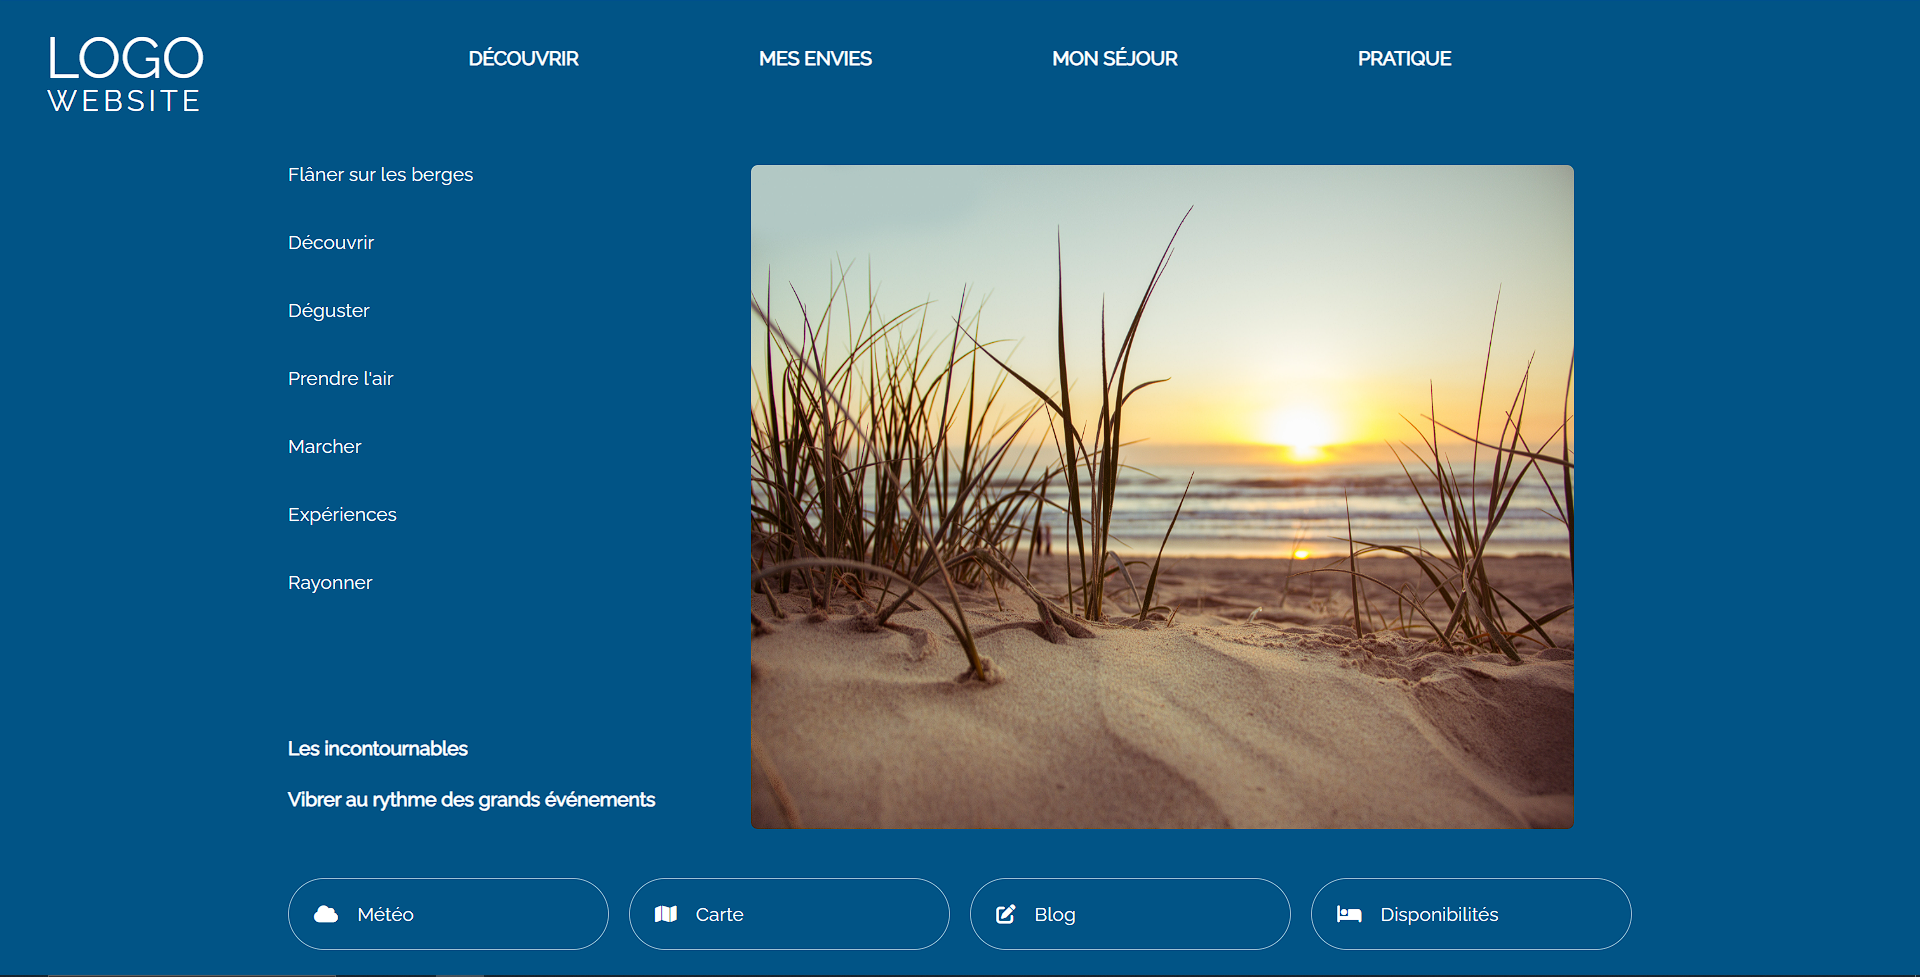 LOGO
WEBSITE
DÉCOUVRIR
MES ENVIES
MON SÉJOUR
PRATIQUE
Flâner sur les berges
Découvrir
Déguster
Prendre l'air
Marcher
Expériences
Rayonner
Les incontournables
Vibrer au rythme des grands événements
Météo
Carte
Blog
Disponibilités